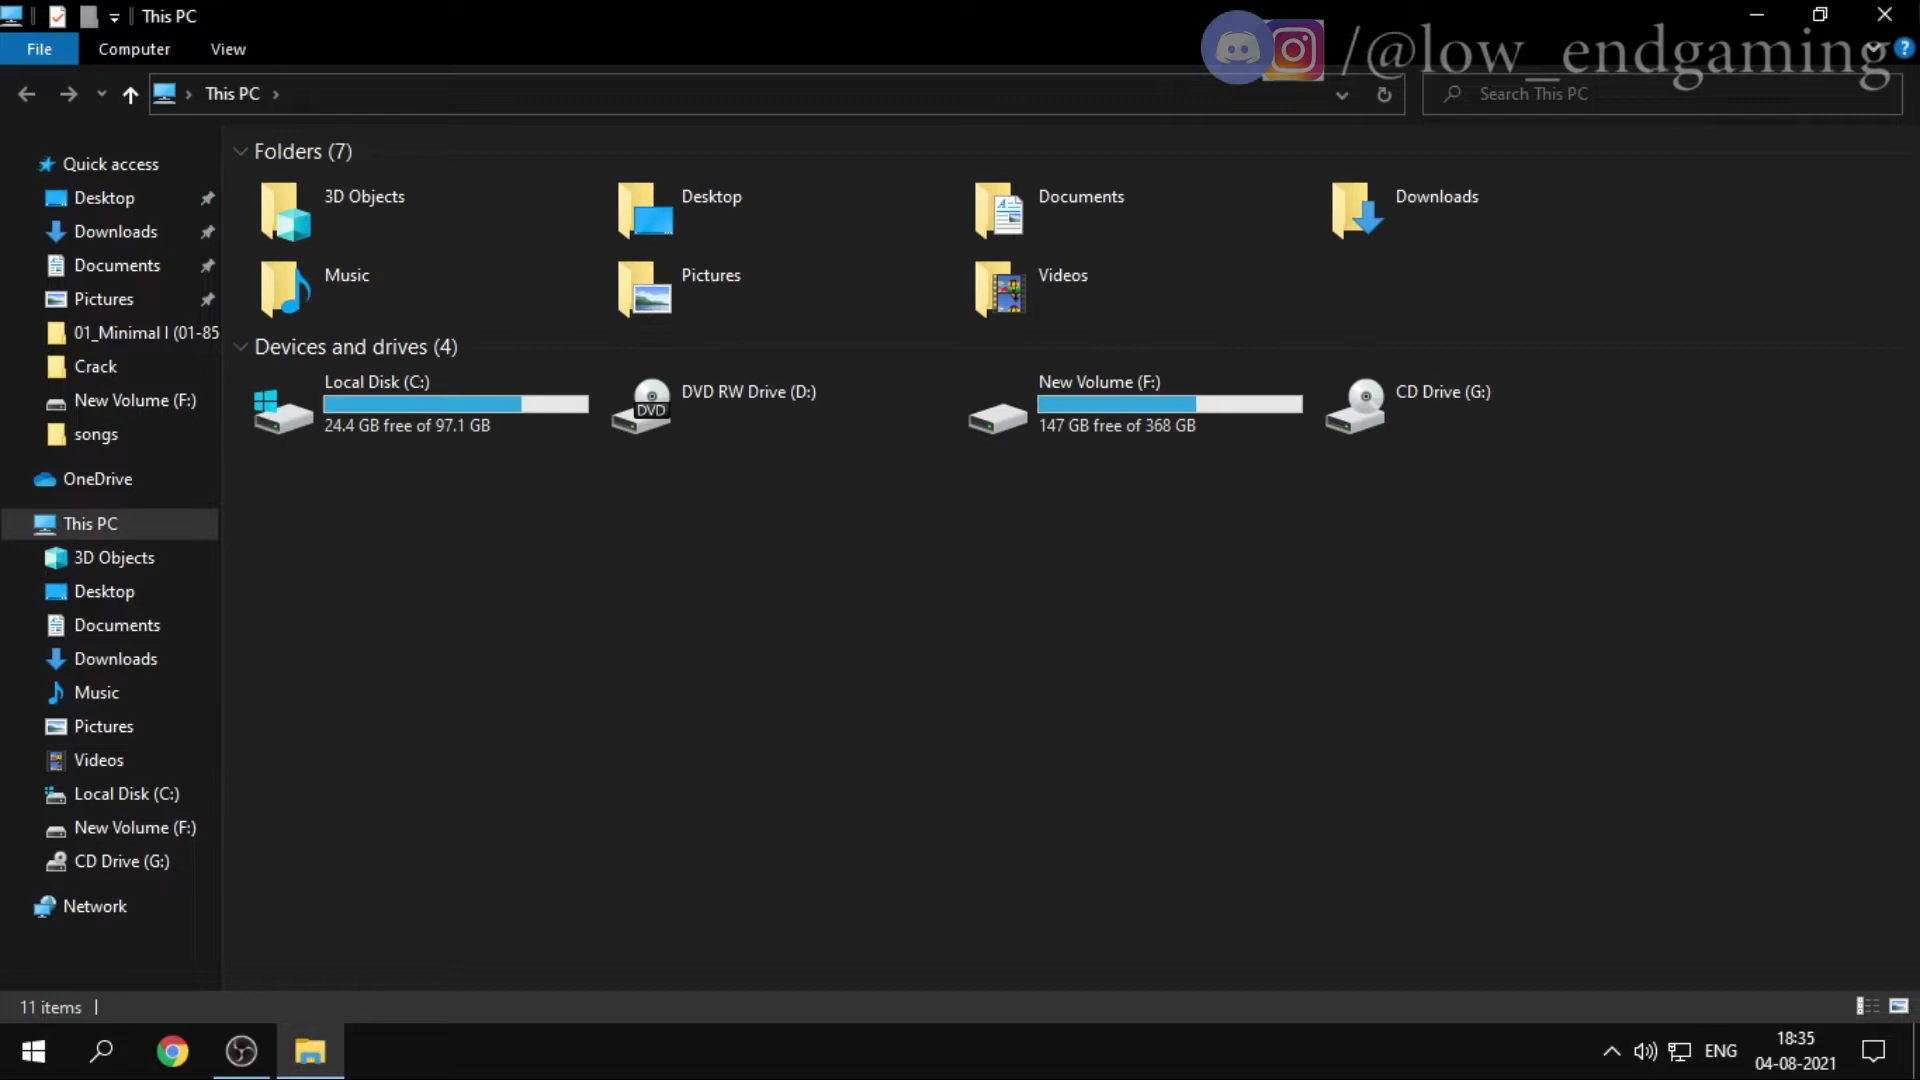 This PC
File Computer View
/@low_endgaming
This PC
Search This PC
Quick access
Desktop
Downloads
Documents
Pictures
01_Minimal I (01-85
Crack
New Volume (F:)
songs
OneDrive
This PC
3D Objects
Desktop
Documents
Downloads
Music
Pictures
Videos
Local Disk (C:)
New Volume (F:)
CD Drive (G:)
Network
Folders (7)
3D Objects
Desktop
Documents
Downloads
Music
Pictures
Videos
Devices and drives (4)
Local Disk (C:)
24.4 GB free of 97.1 GB
DVD
DVD RW Drive (D:)
New Volume (F:)
147 GB free of 368 GB
CD Drive (G:)
11 items
ENG
18:35
04-08-2021